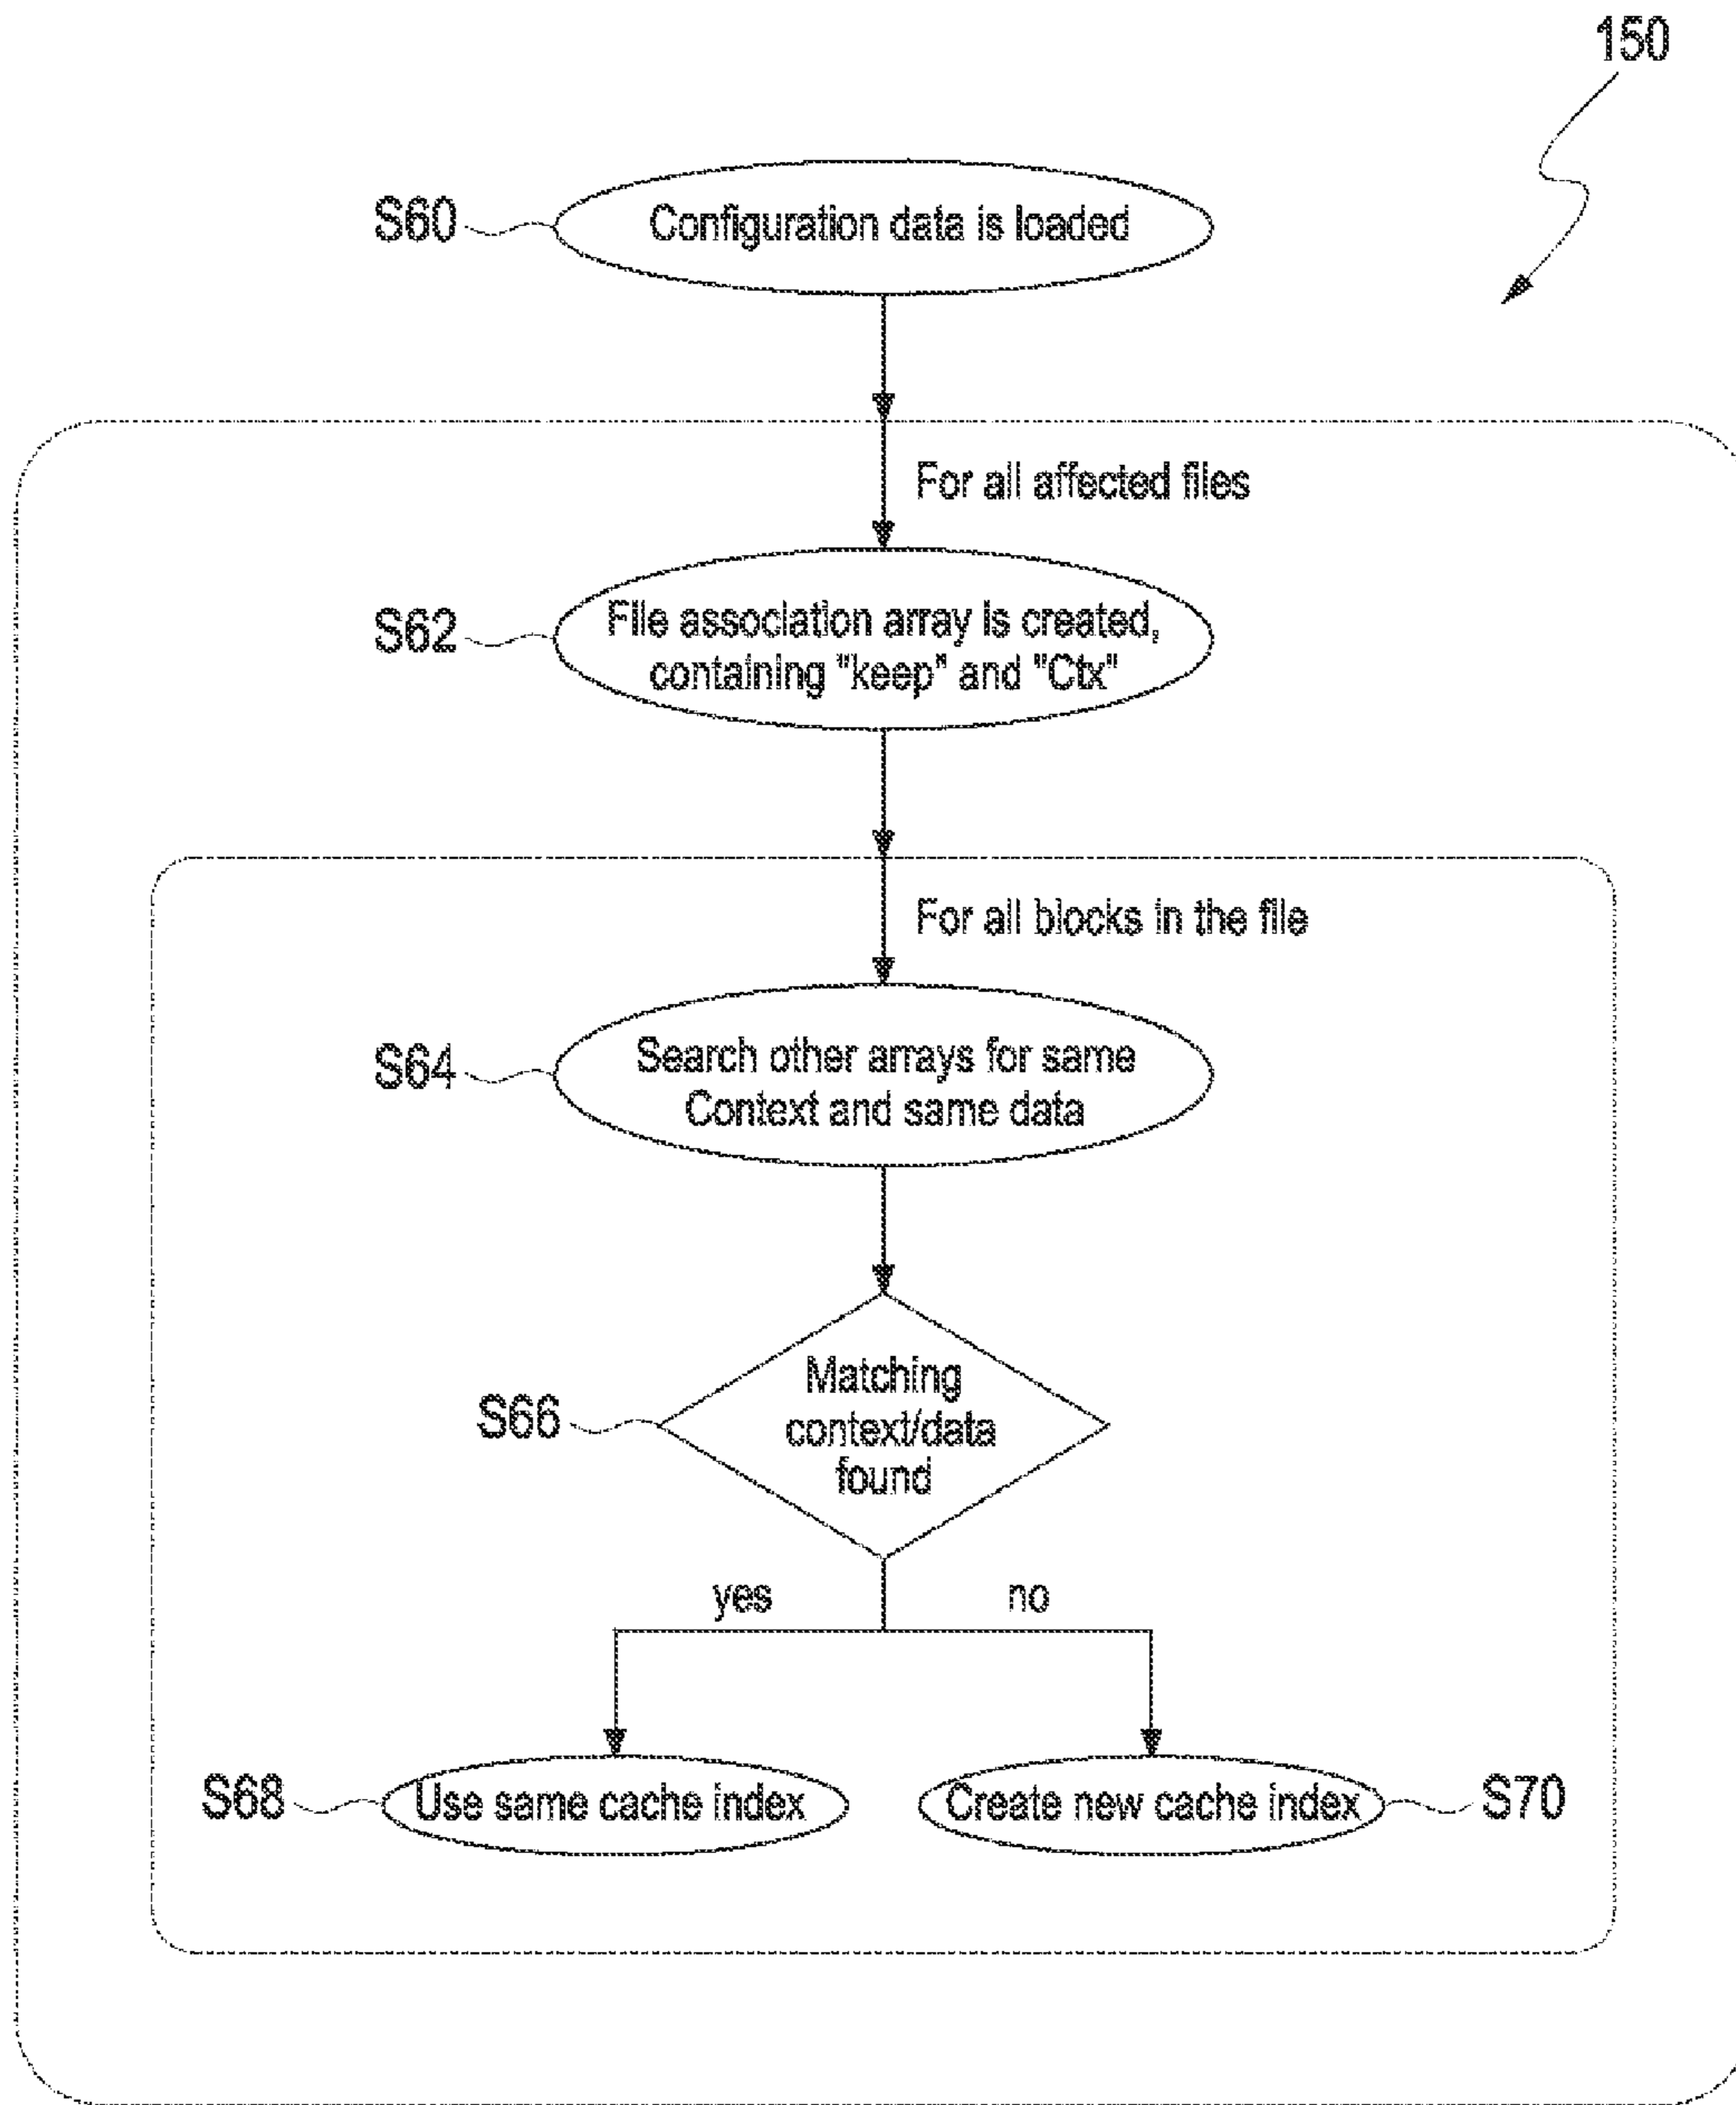 150
S60
Configuration data is loaded
For all affected files
S62
File association array is created,
containing "keep" and "Ctx"
For all blocks in the file
S64
Search other arrays for same
Context and same data
S66
Matching
context/data
found
yes
no
S68
Use same cache index
Create new cache index
S70